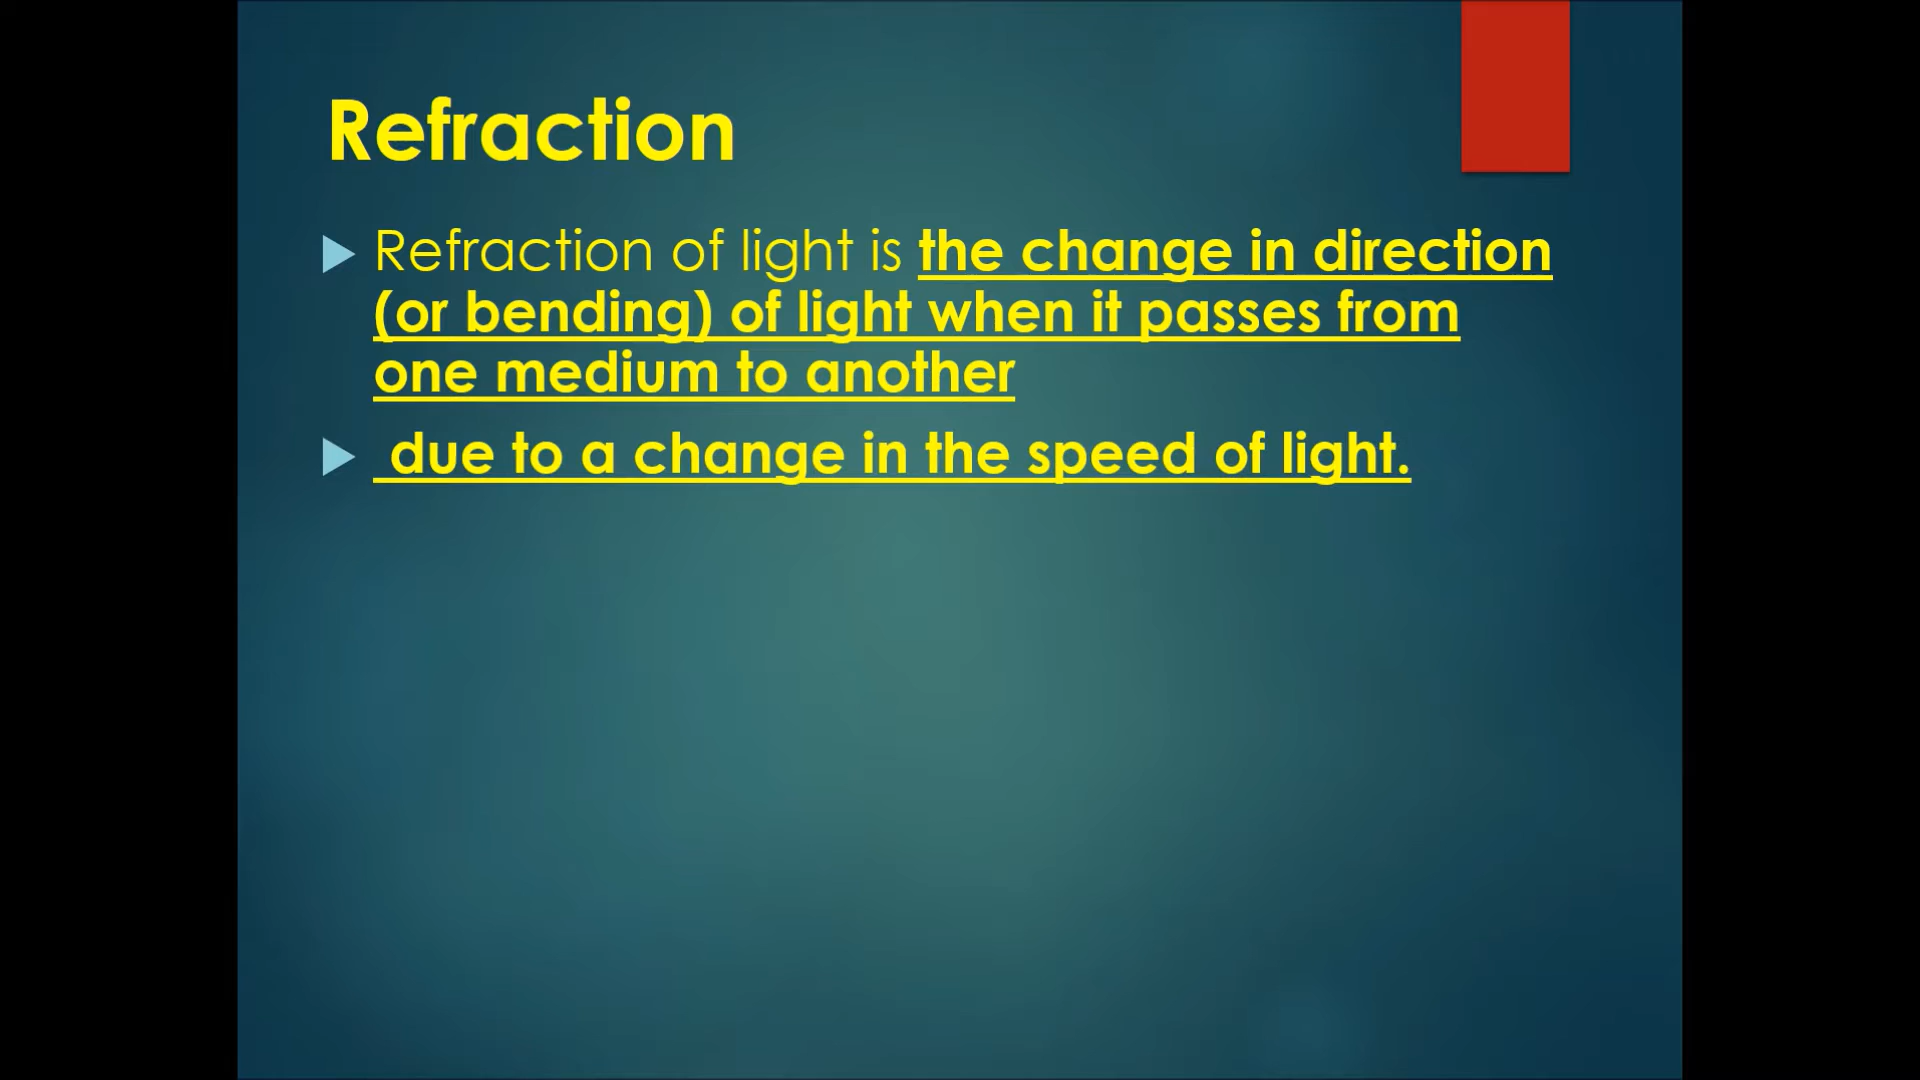 Refraction
Refraction of light is the change in direction
(or bending) of light when it passes from
one medium to another
due to a change in the speed of light.